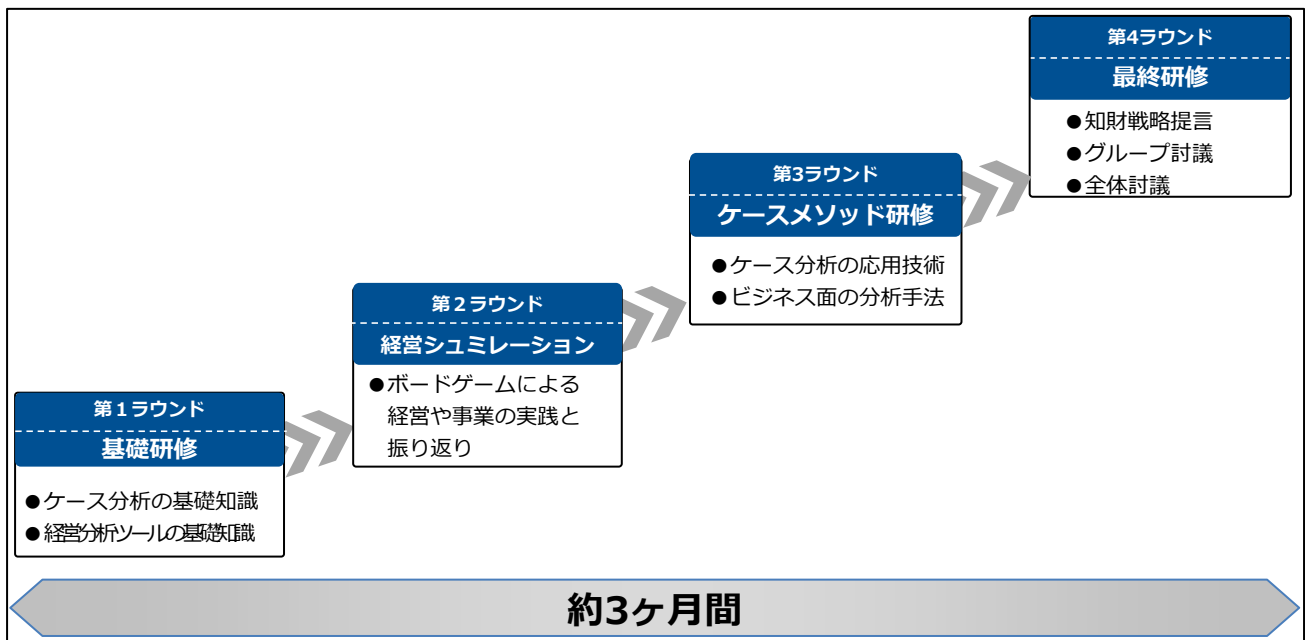 第1ラウンド
基礎研修
●ケース分析の基礎知識
●経営分析ツールの基礎知識
第２ラウンド
経営シュミレーション
●ボードゲームによる
経営や事業の実践と
振り返り
第3ラウンド
ケースメソッド研修
●ケース分析の応用技術
●ビジネス面の分析手法
第4ラウンド
最終研修
●知財戦略提言
●グループ討議
●全体討議
約3ヶ月間